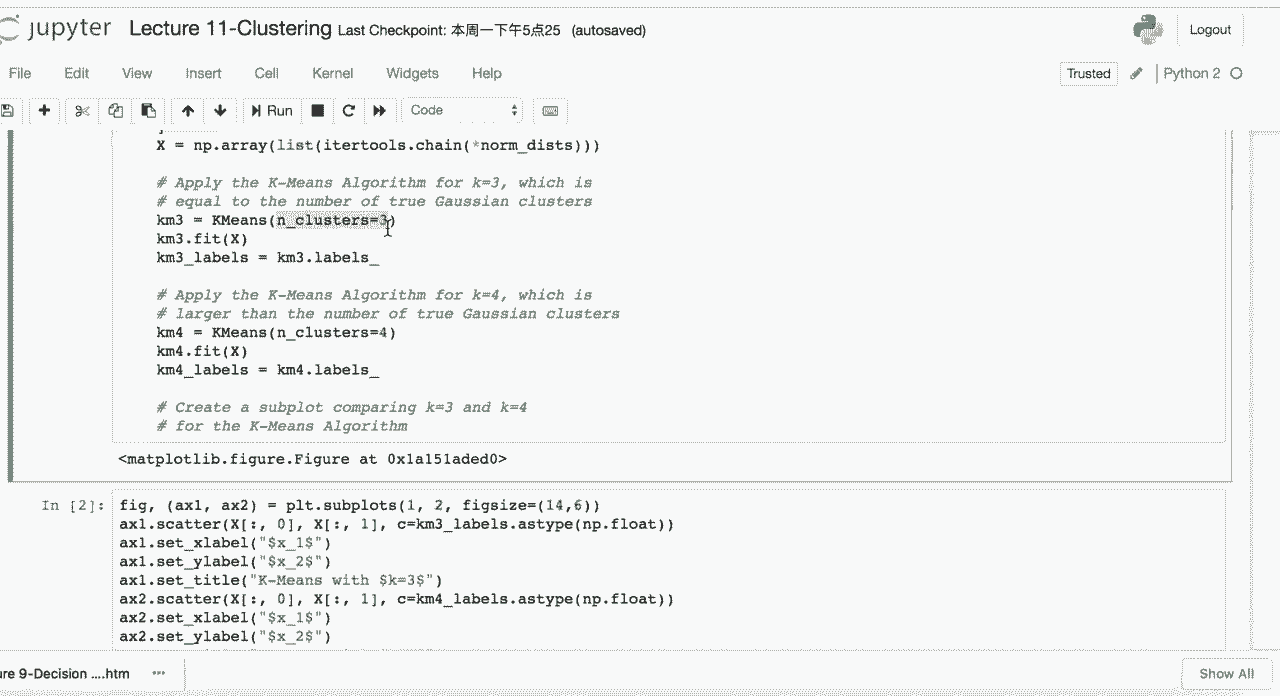 jupyter Lecture 11-Clustering Last Checkpoint: 本周一下午5点25 (autosaved)
Logout
File Edit View Insert Cell Kernel Widgets Help
Trusted Python 2
Run Code
X = np.array(list(itertools.chain(*norm_dists)))
# Apply the K-Means Algorithm for k=3, which is
# equal to the number of true Gaussian clusters
km3 = KMeans(n_clusters=3)
km3.fit(X)
km3_labels = km3.labels_
# Apply the K-Means Algorithm for k=4, which is
# larger than the number of true Gaussian clusters
km4 = KMeans(n_clusters=4)
km4.fit(X)
km4_labels = km4.labels_
# Create a subplot comparing k=3 and k=4
# for the K-Means Algorithm
<matplotlib.figure.Figure at 0x1a151aded0>
In [2]: fig, (ax1, ax2) = plt.subplots(1, 2, figsize=(14,6))
ax1.scatter(X[:, 0], X[:, 1], c=km3_labels.astype(np.float))
ax1.set_xlabel("$x_1$")
ax1.set_ylabel("$x_2$")
ax1.set_title("K-Means with $k=3$")
ax2.scatter(X[:, 0], X[:, 1], c=km4_labels.astype(np.float))
ax2.set_xlabel("$x_1$")
ax2.set_ylabel("$x_2$")
ure 9-Decision ....htm
Show All